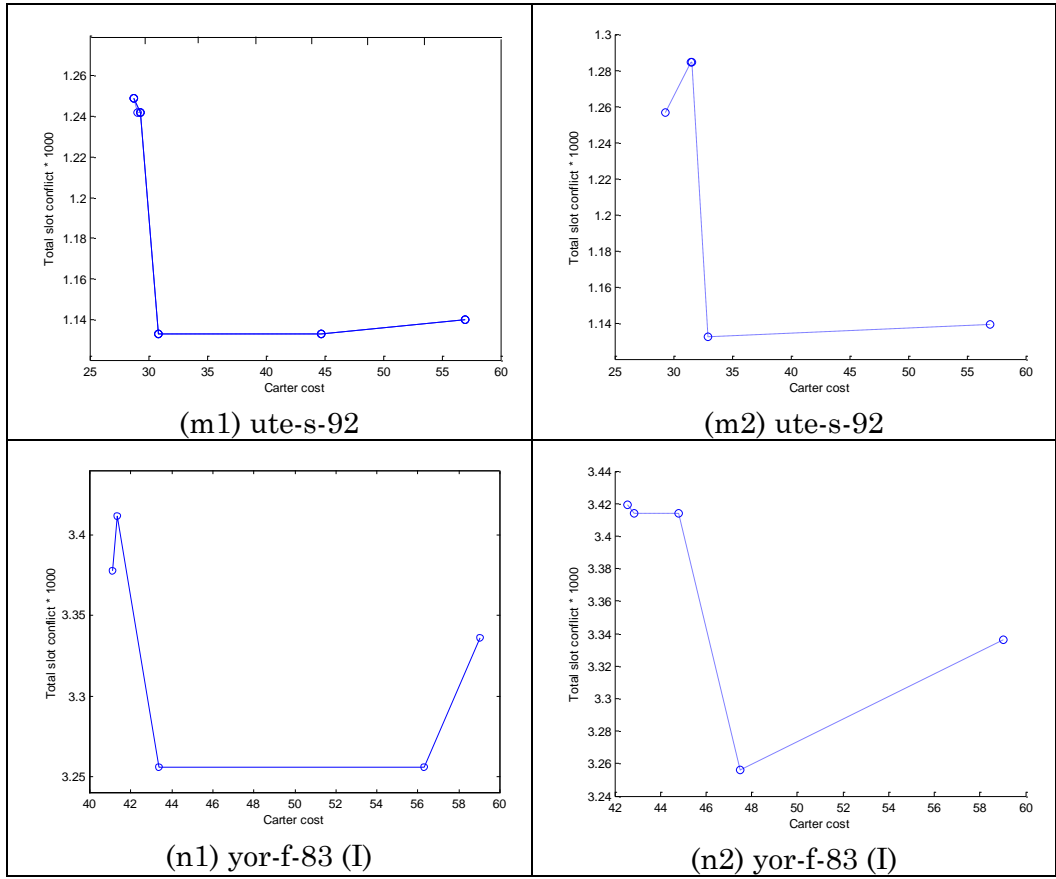 1.26
1.24
1.22
1.2
1.18
1.16
1.14
Total slot conflict * 1000
25 30 35 40 45 50 55 60
Carter cost
(m1) ute-s-92
1.3
1.28
1.26
1.24
1.22
1.2
1.18
1.16
1.14
Total slot conflict * 1000
25 30 35 40 45 50 55 60
Carter cost
(m2) ute-s-92
3.4
3.35
3.3
3.25
Total slot conflict * 1000
40 42 44 46 48 50 52 54 56 58 60
Carter cost
(n1) yor-f-83 (I)
3.44
3.42
3.4
3.38
3.36
3.34
3.32
3.3
3.28
3.26
3.24
Total slot conflict * 1000
42 44 46 48 50 52 54 56 58 60
Carter cost
(n2) yor-f-83 (I)